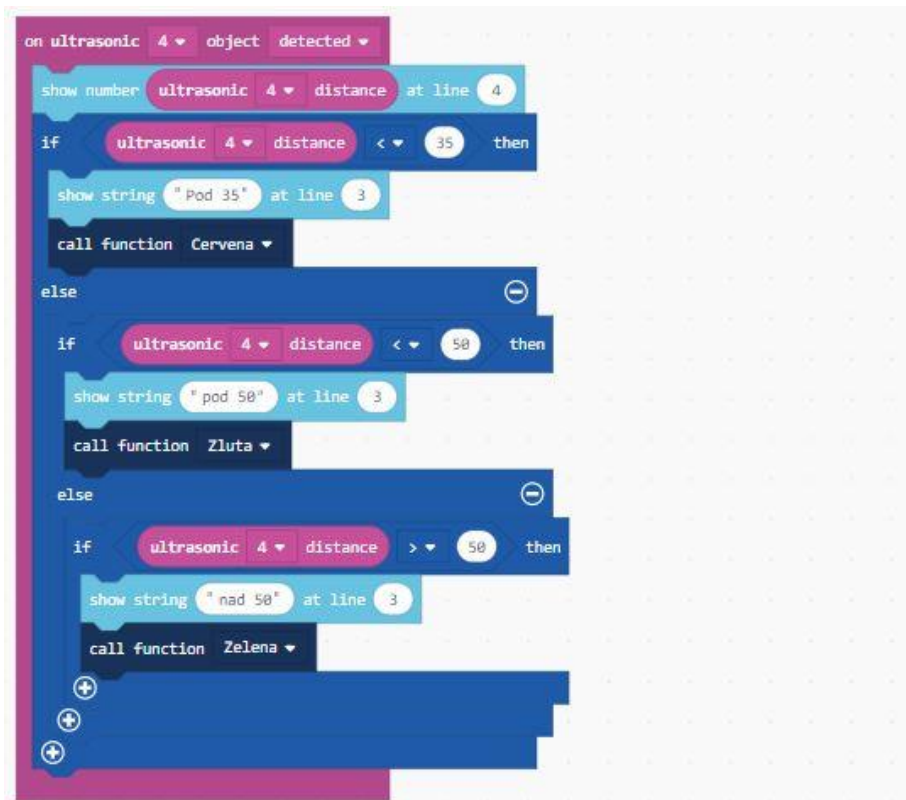 on ultrasonic 4 object detected
show number ultrasonic 4 distance at line 4
if ultrasonic 4 distance < 35 then
show string "Pod 35" at line 3
call function Cervena
else
if ultrasonic 4 distance < 50 then
show string "pod 50" at line 3
call function Zluta
else
if ultrasonic 4 distance > 50 then
show string "nad 50" at line 3
call function Zelena